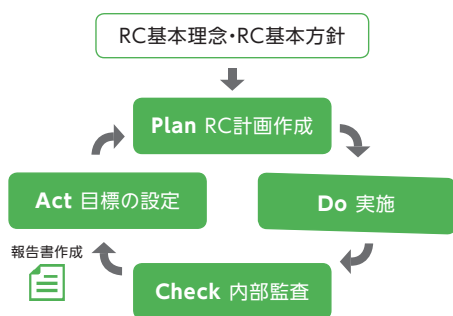 RC基本理念・RC基本方針
Plan RC計画作成
Act 目標の設定
Do 実施
報告書作成
Check 内部監査